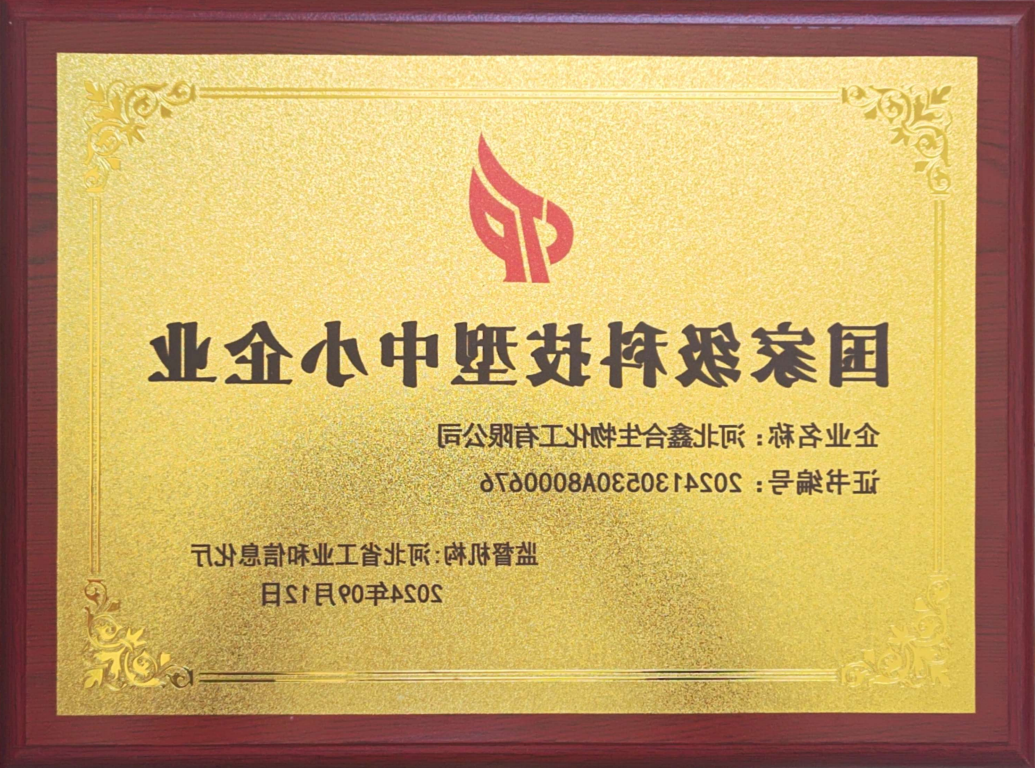 国家级科技型中小企业
企业名称：河北鑫合生物化工有限公司
证书编号：2024130530A8000676
监督机构:河北省工业和信息化厅
2024年09月12日